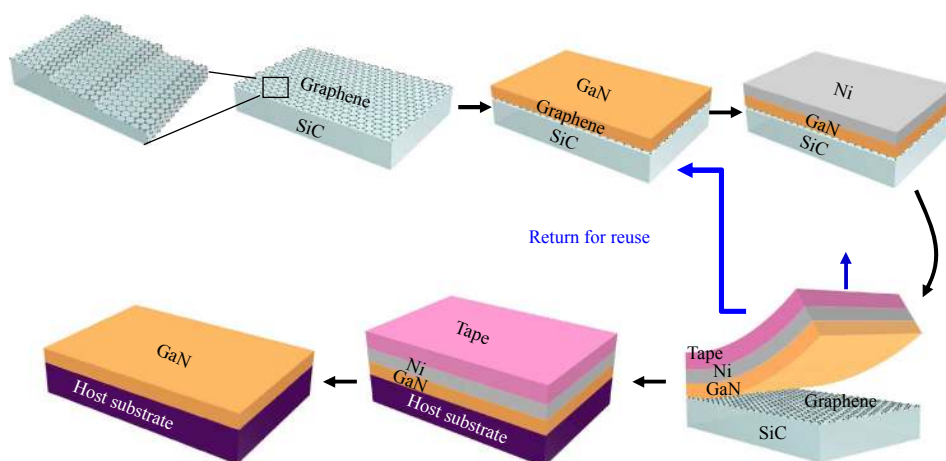 Graphene
SiC
GaN
Graphene
SiC
Ni
GaN
SiC
Return for reuse
Tape
Ni
GaN
Graphene
SiC
Tape
Ni
GaN
Host substrate
GaN
Host substrate